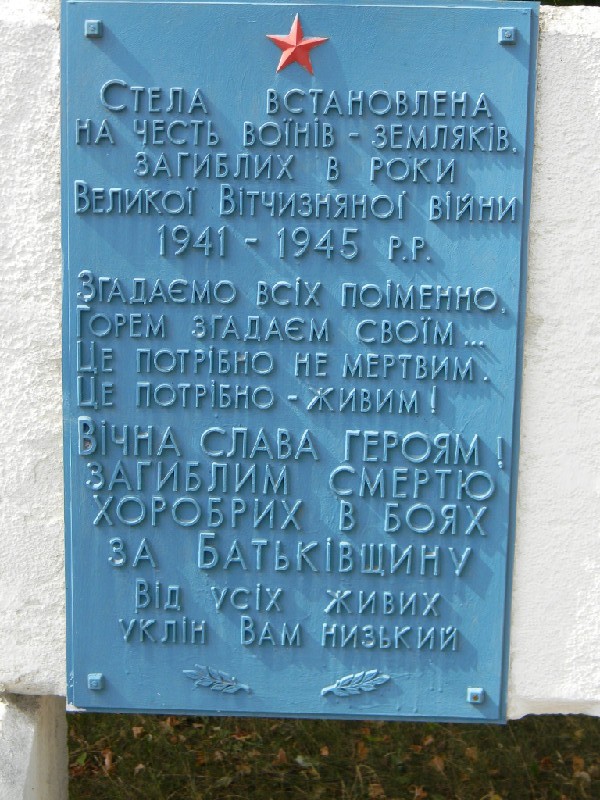 Стела встановлена
на честь воїнів - земляків,
загиблих в роки
Великої Вітчизняної війни
1941 - 1945 р.р.
Згадаємо всіх поіменно,
Горем згадаєм своїм...
Це потрібно не мертвим.
Це потрібно - живим!
Вічна слава героям!
загиблим смертю
хоробрих в боях
за Батьківщину
Від усіх живих
уклін Вам низький